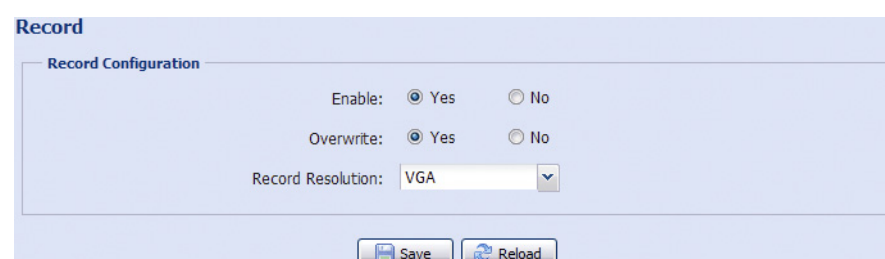 Record
Record Configuration
Enable: Yes No
Overwrite: Yes No
Record Resolution: VGA
Save Reload